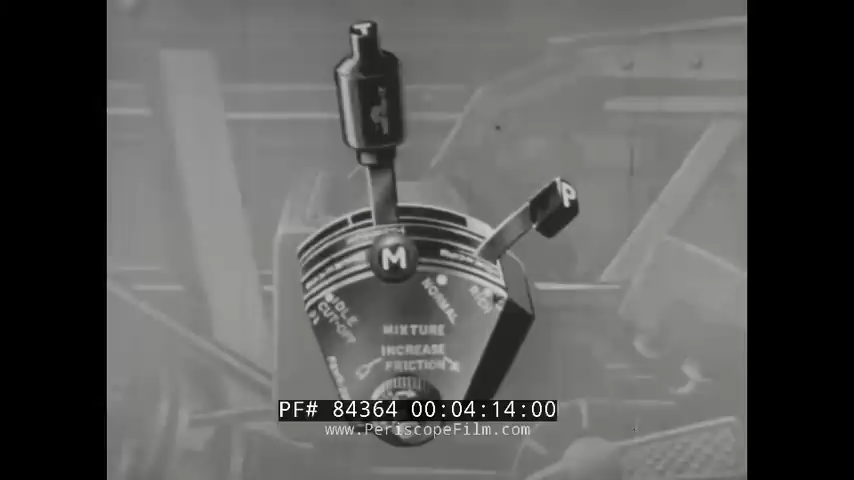 T
P
M
IDLE
CUT-OFF
NORMAL
RICH
MIXTURE
INCREASE
FRICTION
PF# 84364 00:04:14:00
www.PeriscopeFilm.com